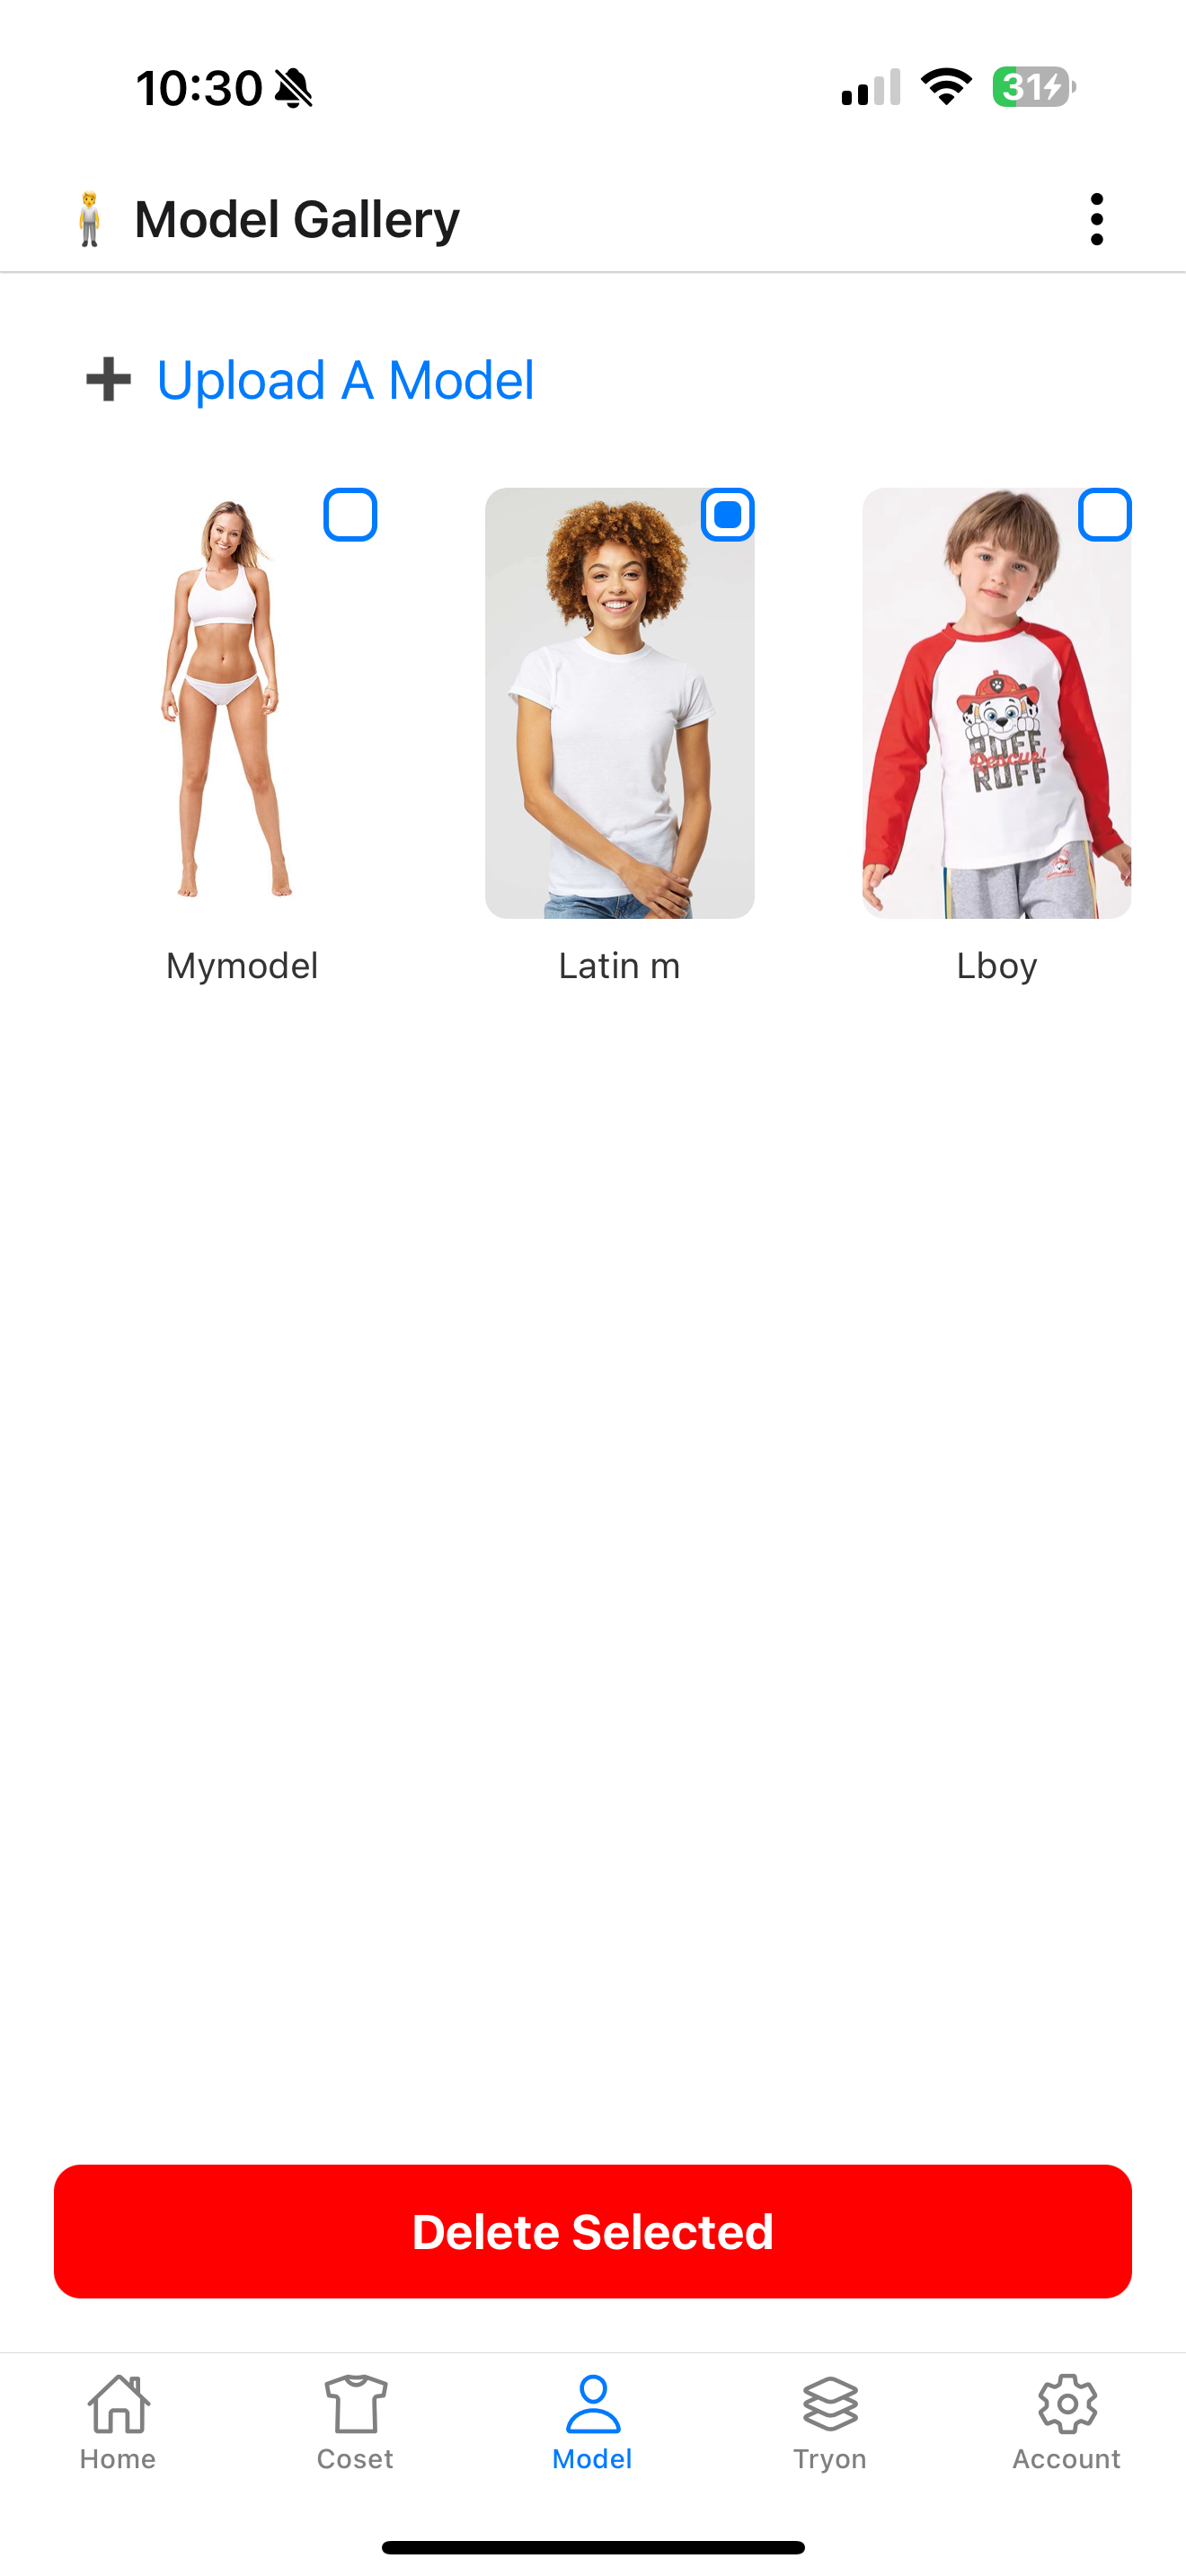 10:30
31
Model Gallery
Upload A Model
RUFF
Rescue!
RUFF
Mymodel
Latin m
Lboy
Delete Selected
Home
Coset
Model
Tryon
Account